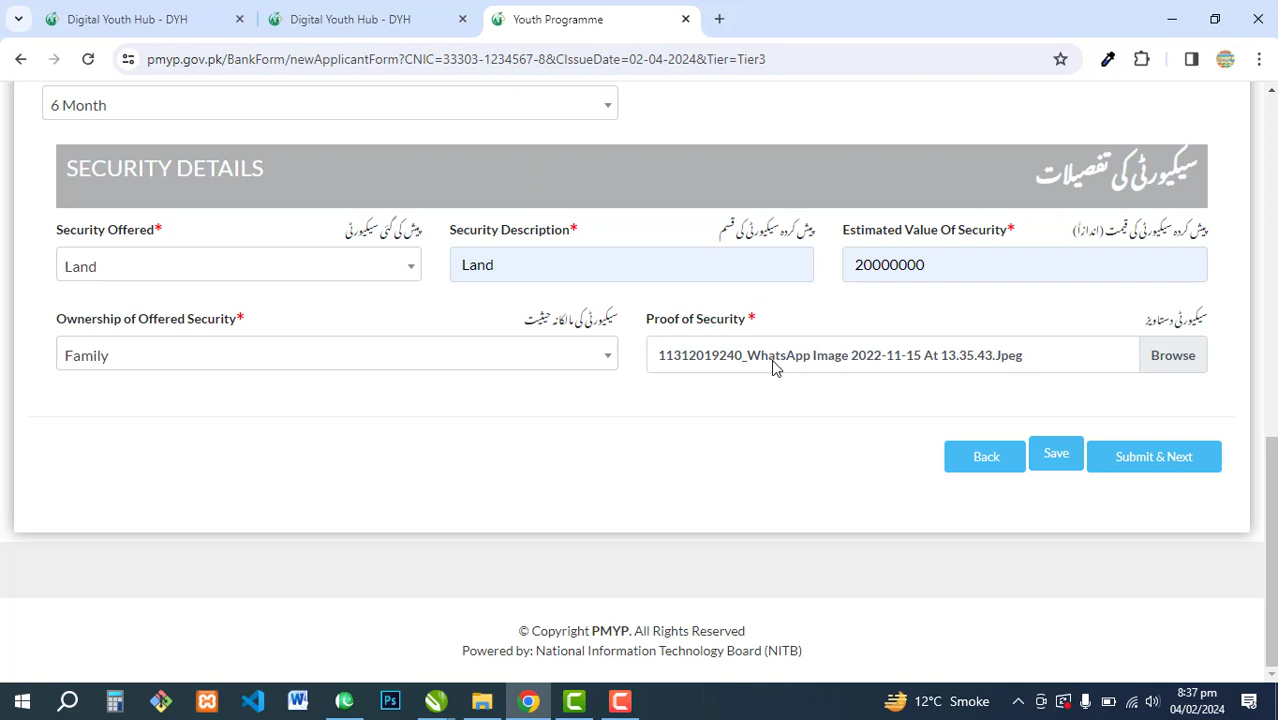 Digital Youth Hub - DYH
Digital Youth Hub - DYH
Youth Programme
pmyp.gov.pk/BankForm/newApplicantForm?CNIC=33303-1234567-8&CIssueDate=02-04-2024&Tier=Tier3
6 Month
SECURITY DETAILS سیکیورٹی کی تفصیلات
Security Offered* پیش کی گئی سیکیورٹی
Security Description* پیش کردہ سیکیورٹی کی قسم
Estimated Value Of Security* پیش کردہ سیکیورٹی کی قیمت (اندازاً)
Land
Land
20000000
Ownership of Offered Security* سیکیورٹی کی مالکانہ حیثیت
Proof of Security * سیکیورٹی دستاویز
Family
11312019240_WhatsApp Image 2022-11-15 At 13.35.43.Jpeg
Browse
Back
Save
Submit & Next
© Copyright PMYP. All Rights Reserved
Powered by: National Information Technology Board (NITB)
12°C Smoke
8:37 pm
04/02/2024